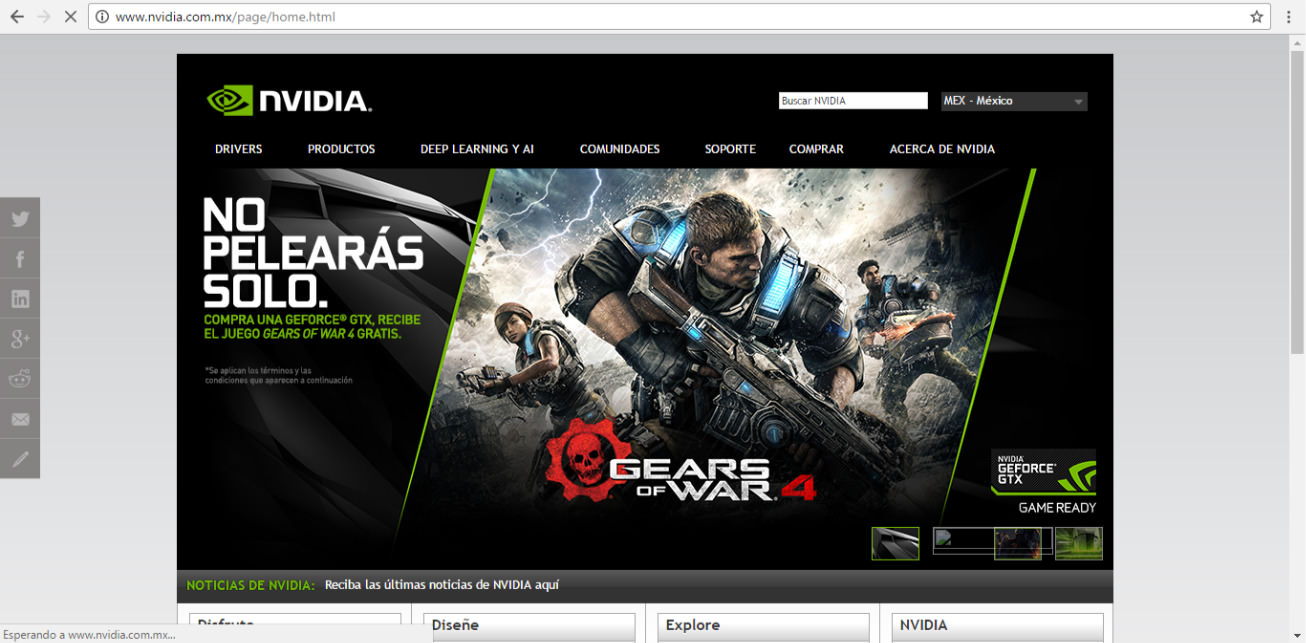 www.nvidia.com.mx/page/home.html
NVIDIA.
Buscar NVIDIA
MEX - México
DRIVERS PRODUCTOS DEEP LEARNING Y AI COMUNIDADES SOPORTE COMPRAR ACERCA DE NVIDIA
NO
PELEARÁS
SOLO.
COMPRA UNA GEFORCE® GTX, RECIBE
EL JUEGO GEARS OF WAR 4 GRATIS.
*Se aplican los términos y las
condiciones que aparecen a continuación
GEARS
OF WAR. 4
NVIDIA
GEFORCE®
GTX
GAME READY
NOTICIAS DE NVIDIA: Reciba las últimas noticias de NVIDIA aquí
Disfrute Diseñe Explore NVIDIA
Esperando a www.nvidia.com.mx...